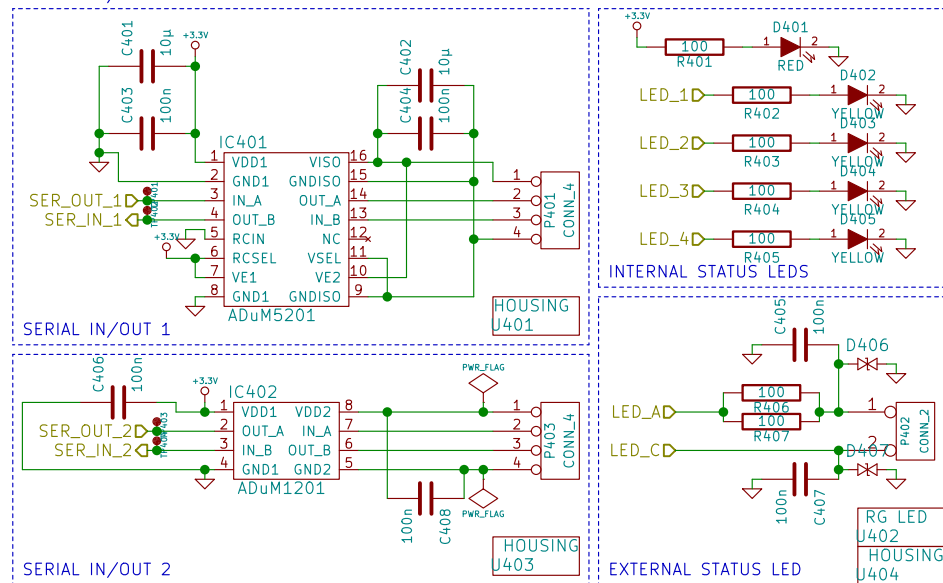 C401
10µ
+3.3V
C403
100n
C402
10µ
C404
100n
IC401
1 VDD1 VISO 16
2 GND1 GNDISO 15
3 IN_A OUT_A 14
4 OUT_B IN_B 13
5 RCIN NC 12
6 RCSEL VSEL 11
7 VE1 VE2 10
8 GND1 GNDISO 9
ADuM5201
SER_OUT_1
SER_IN_1
+3.3V
1
2
3
4
P401
CONN_4
HOUSING
U401
SERIAL IN/OUT 1
+3.3V
100
R401
1 2
D401
RED
LED_1
100
R402
1 2
D402
YELLOW
LED_2
100
R403
1 2
D403
YELLOW
LED_3
100
R404
1 2
D404
YELLOW
LED_4
100
R405
1 2
D405
YELLOW
INTERNAL STATUS LEDS
C406
100n
+3.3V
IC402
1 VDD1 VDD2 8
2 OUT_A IN_A 7
3 IN_B OUT_B 6
4 GND1 GND2 5
ADuM1201
SER_OUT_2
SER_IN_2
PWR_FLAG
1
2
3
4
P403
CONN_4
100n
C408
PWR_FLAG
HOUSING
U403
SERIAL IN/OUT 2
C405
100n
D406
LED_A
100
R406
100
R407
1
2
P402
CONN_2
LED_C
D407
100n
C407
RG LED
U402
HOUSING
U404
EXTERNAL STATUS LED